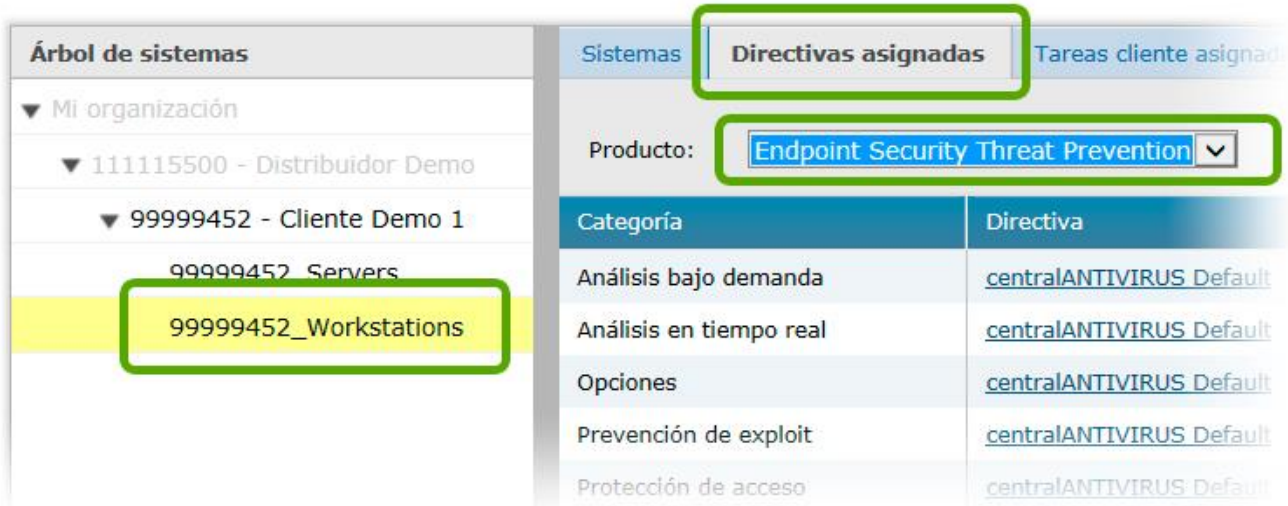 Árbol de sistemas
Mi organización
111115500 - Distribuidor Demo
99999452 - Cliente Demo 1
99999452_Servers
99999452_Workstations
Sistemas Directivas asignadas Tareas cliente
Producto: Endpoint Security Threat Prevention
Categoría Directiva
Análisis bajo demanda centralANTIVIRUS Default
Análisis en tiempo real centralANTIVIRUS Default
Opciones centralANTIVIRUS Default
Prevención de exploit centralANTIVIRUS Default
Protección de acceso centralANTIVIRUS Default